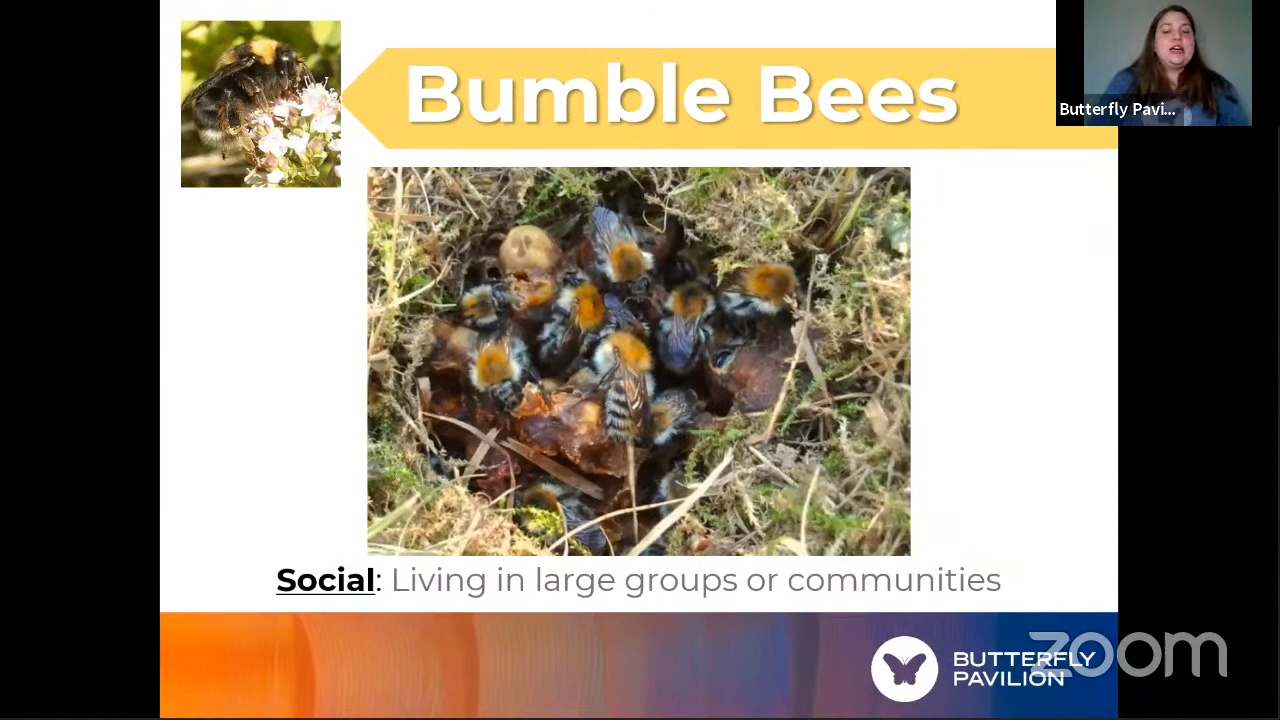 Bumble Bees
Butterfly Pavi...
Social: Living in large groups or communities
BUTTERFLY
PAVILION
zoom